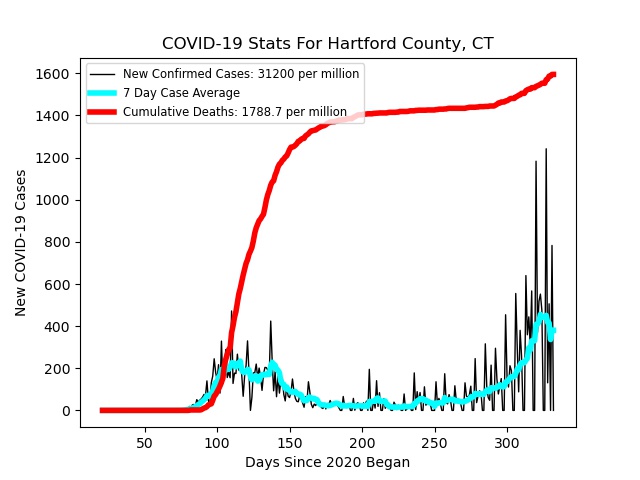 COVID-19 Stats For Hartford County, CT
New Confirmed Cases: 31200 per million
7 Day Case Average
Cumulative Deaths: 1788.7 per million
1600
1400
1200
1000
800
600
400
200
0
New COVID-19 Cases
50
100
150
200
250
300
Days Since 2020 Began